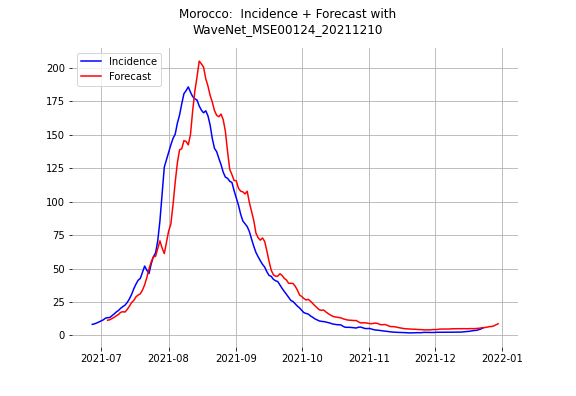 Morocco:  Incidence + Forecast with
WaveNet_MSE00124_20211210
Incidence
Forecast
200
175
150
125
100
75
50
25
0
2021-07 2021-08 2021-09 2021-10 2021-11 2021-12 2022-01